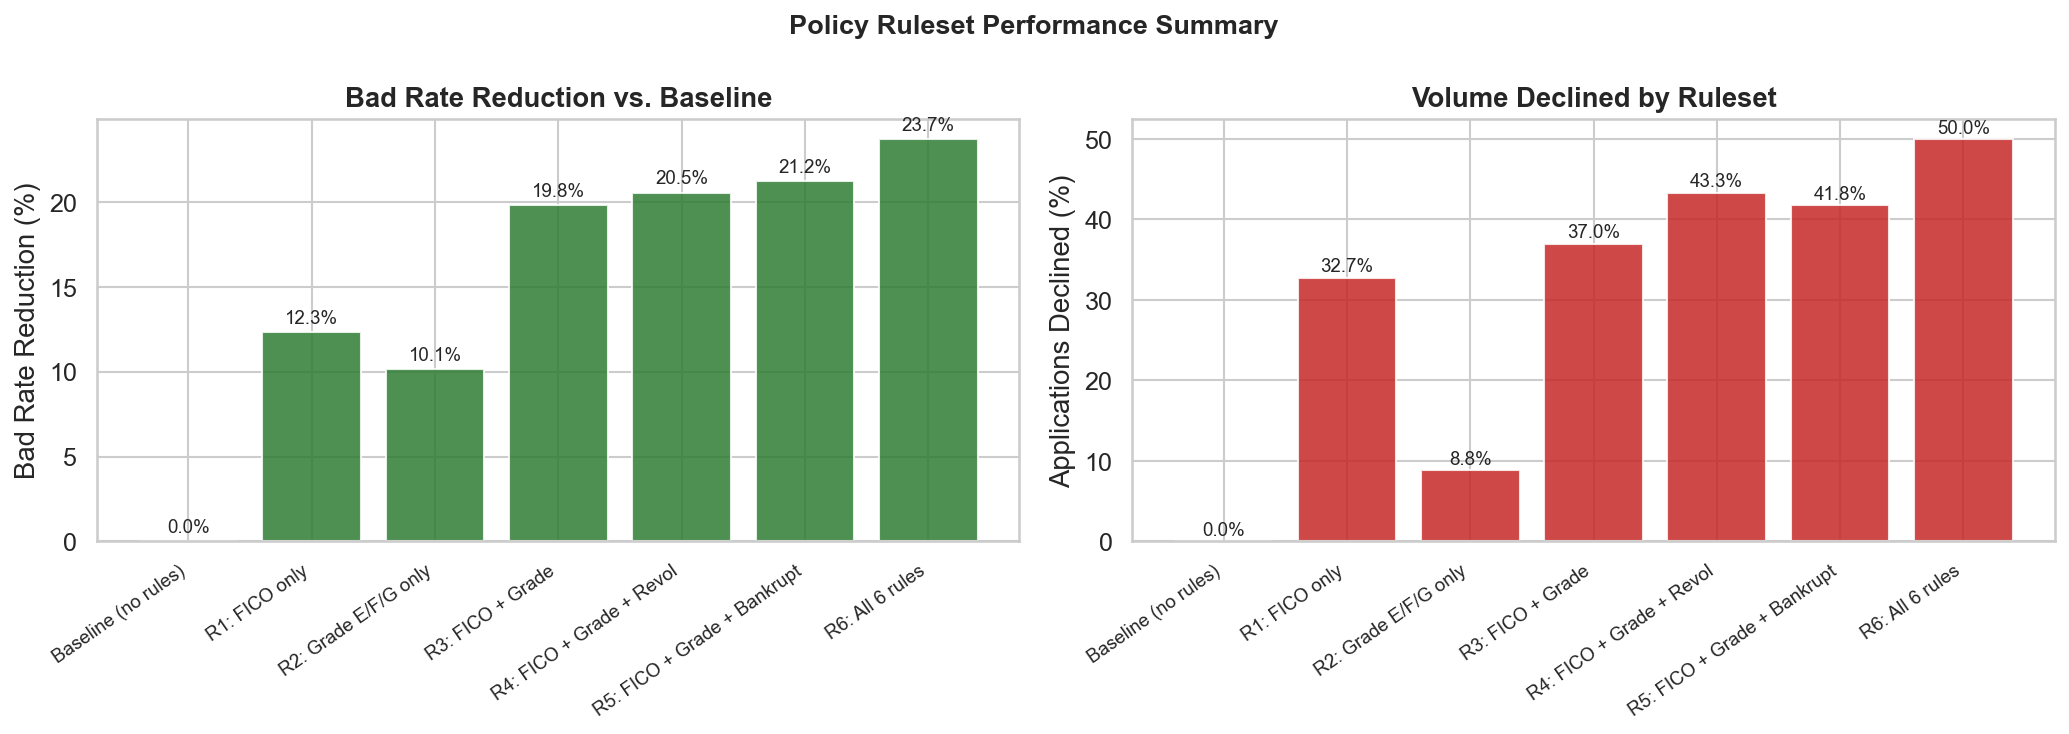 Policy Ruleset Performance Summary
Bad Rate Reduction vs. Baseline
Bad Rate Reduction (%)
20
15
10
5
0
0.0%
12.3%
10.1%
19.8%
20.5%
21.2%
23.7%
Baseline (no rules)
R1: FICO only
R2: Grade E/F/G only
R3: FICO + Grade
R4: FICO + Grade + Revol
R5: FICO + Grade + Bankrupt
R6: All 6 rules
Volume Declined by Ruleset
Applications Declined (%)
50
40
30
20
10
0
0.0%
32.7%
8.8%
37.0%
43.3%
41.8%
50.0%
Baseline (no rules)
R1: FICO only
R2: Grade E/F/G only
R3: FICO + Grade
R4: FICO + Grade + Revol
R5: FICO + Grade + Bankrupt
R6: All 6 rules